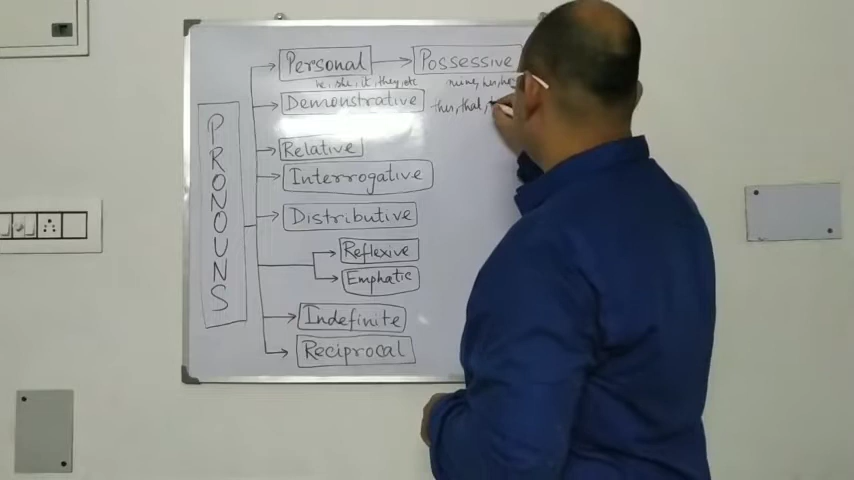 PRONOUNS
Personal Possessive
he, she, it, they, etc mine, his, her
Demonstrative this, that,
Relative
Interrogative
Distributive
Reflexive
Emphatic
Indefinite
Reciprocal